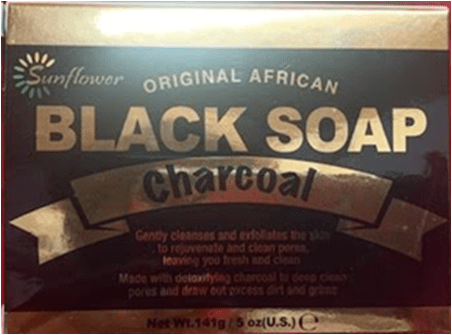 Sunflower
ORIGINAL AFRICAN
BLACK SOAP
Charcoal
Gently cleanses and exfoliates the skin
to rejuvenate and clean pores,
leaving you fresh and clean
Made with detoxifying charcoal to deep clean
pores and draw out excess dirt and grime
Net Wt.141g / 5 oz(U.S.) ℮